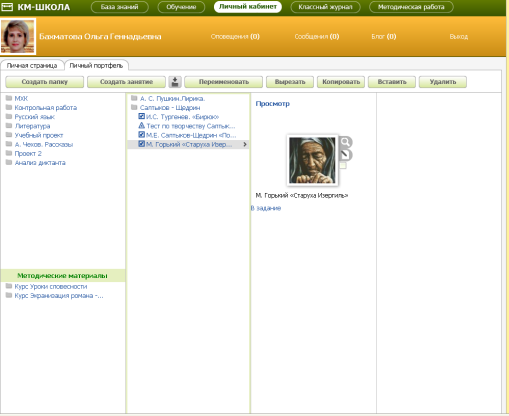 КМ-ШКОЛА
База знаний
Обучение
Личный кабинет
Классный журнал
Методическая работа
Бахматова Ольга Геннадьевна
Оповещения (0)
Сообщения (0)
Блог (0)
Выход
Личная страница
Личный портфель
Создать папку
Создать занятие
Переименовать
Вырезать
Копировать
Вставить
Удалить
МХК
Контрольная работа
Русский язык
Литература
Учебный проект
А. Чехов. Рассказы
Проект 2
Анализ диктанта
Методические материалы
Курс Уроки словесности
Курс Экранизация романа -...
А. С. Пушкин.Лирика.
Салтыков - Щедрин
И.С. Тургенев. «Бирюк»
Тест по творчеству Салтык...
М.Е. Салтыков-Щедрин «По...
М. Горький «Старуха Изер...
Просмотр
М. Горький «Старуха Изергиль»
В задание